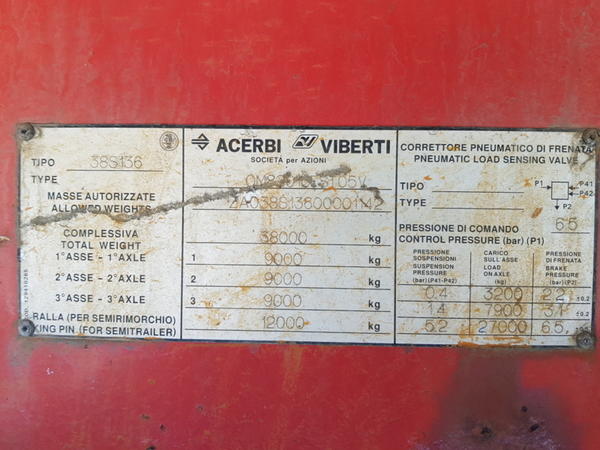 TIPO
TYPE 38S136
MASSE AUTORIZZATE
ALLOWED WEIGHTS
COMPLESSIVA
TOTAL WEIGHT
1° ASSE - 1° AXLE
2° ASSE - 2° AXLE
3° ASSE - 3° AXLE
RALLA (PER SEMIRIMORCHIO)
KING PIN (FOR SEMITRAILER)
ACERBI VIBERTI
SOCIETÀ per AZIONI
38000 kg
1 9000 kg
2 9000 kg
3 9000 kg
12000 kg
CORRETTORE PNEUMATICO DI FRENATA
PNEUMATIC LOAD SENSING VALVE
TIPO
TYPE
P1 P41
P42
P2
PRESSIONE DI COMANDO
CONTROL PRESSURE (bar) (P1) 6.5
PRESSIONE SOSPENSIONI SUSPENSION PRESSURE (bar) (P41-P42)
CARICO SULL'ASSE LOAD ON AXLE (kg)
PRESSIONE DI FRENATA BRAKE PRESSURE (bar) (P2)
0.4 3200 2.2 ±0.2
1.4 7900 3.1 ±0.2
5.2 27000 6.5